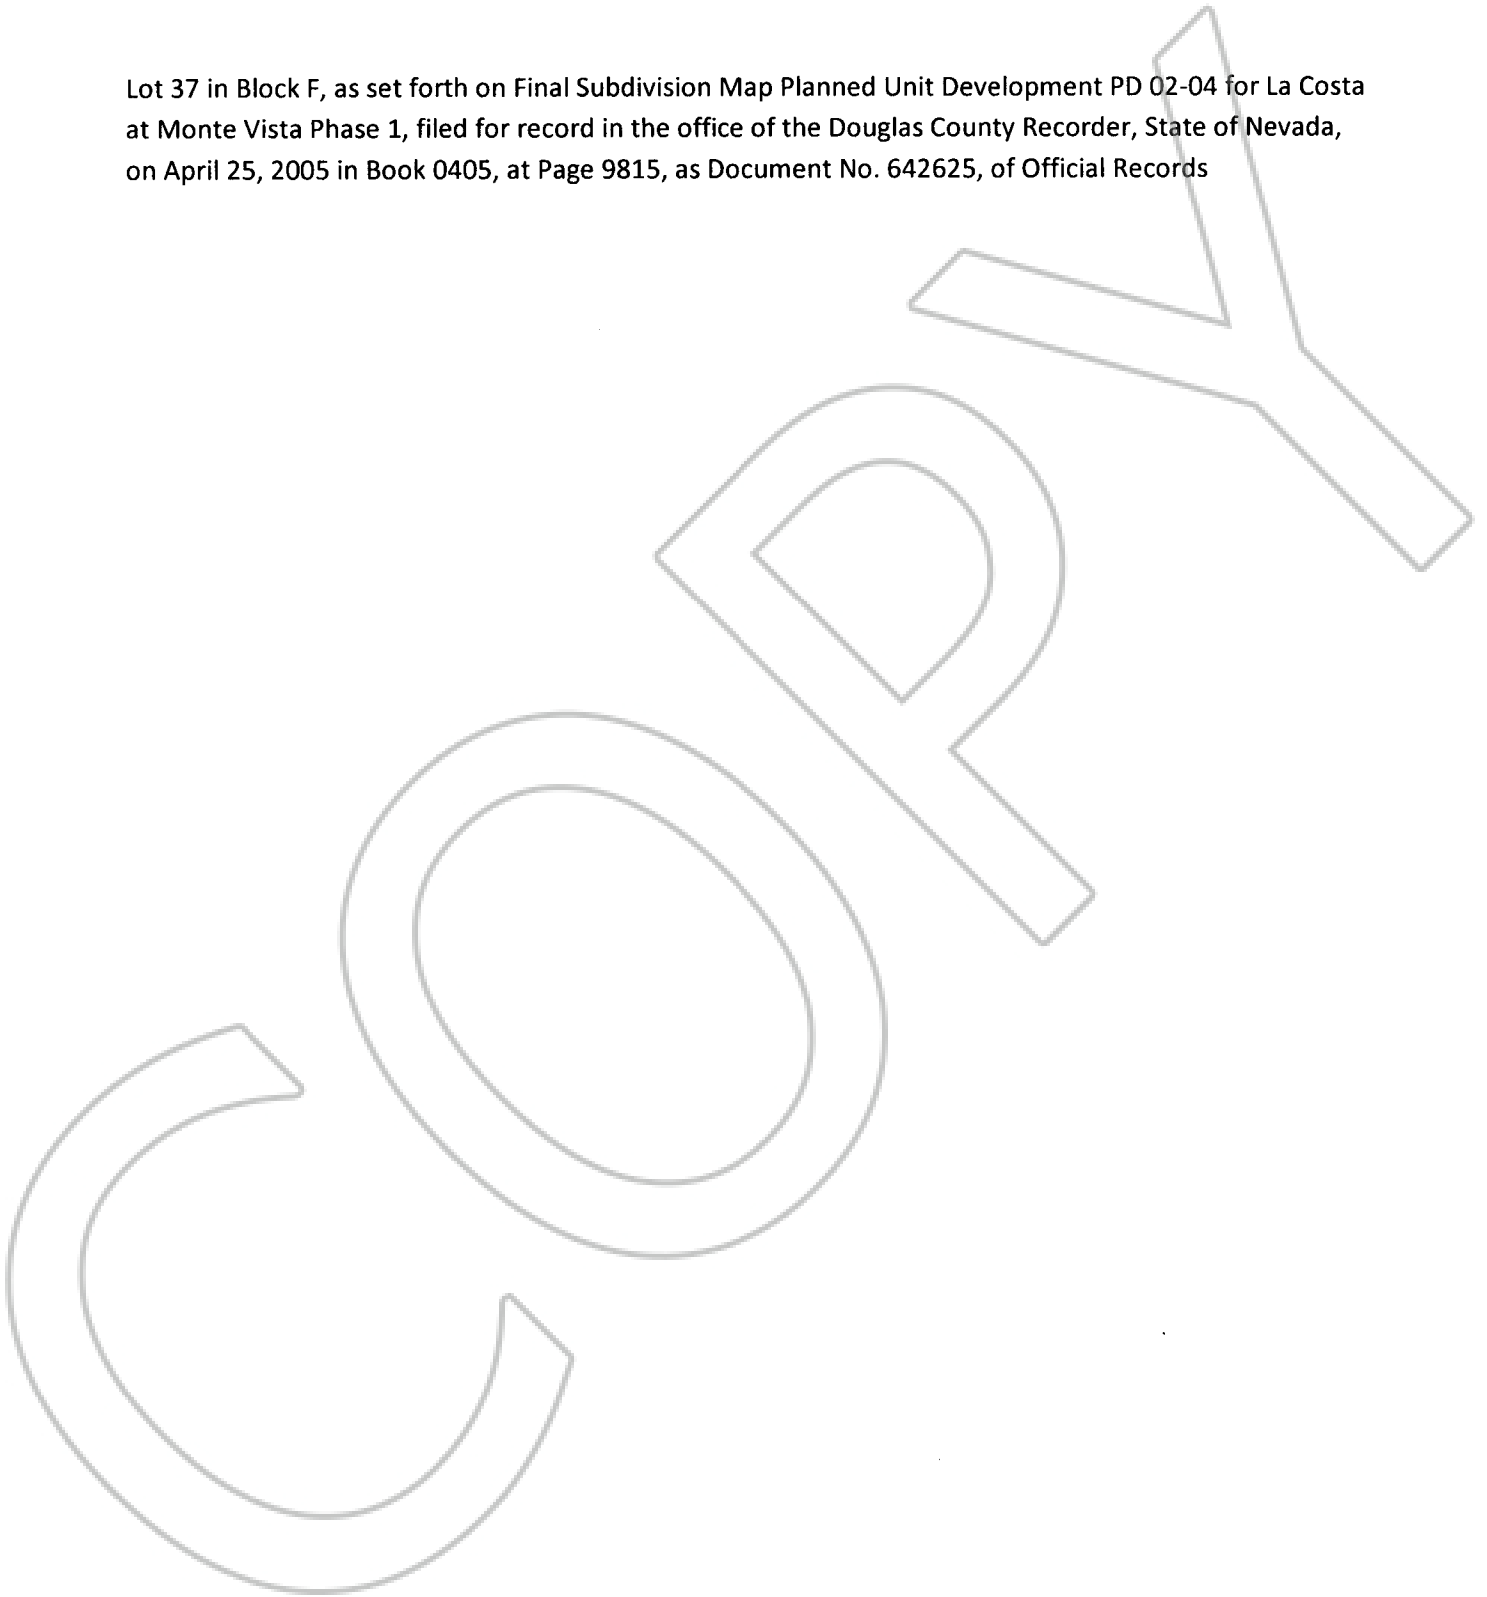 Lot 37 in Block F, as set forth on Final Subdivision Map Planned Unit Development PD 02-04 for La Costa
at Monte Vista Phase 1, filed for record in the office of the Douglas County Recorder, State of Nevada,
on April 25, 2005 in Book 0405, at Page 9815, as Document No. 642625, of Official Records
COPY